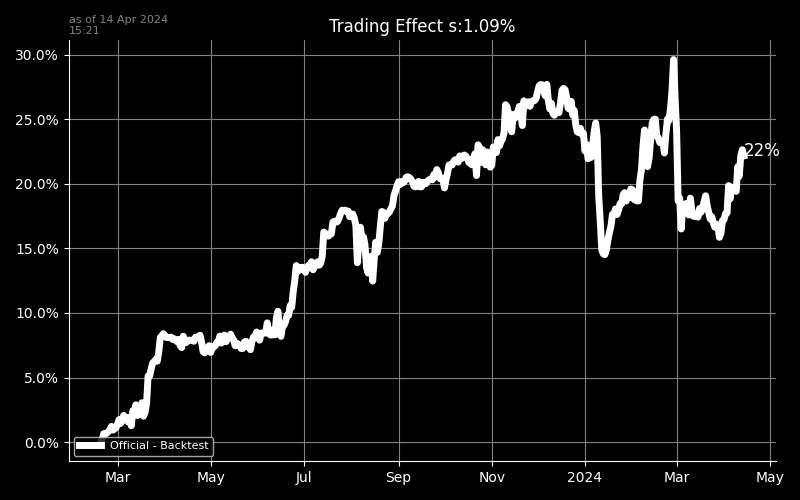 as of 14 Apr 2024
15:21
Trading Effect s:1.09%
30.0%
25.0%
22%
20.0%
15.0%
10.0%
5.0%
0.0%
Official - Backtest
Mar May Jul Sep Nov 2024 Mar May